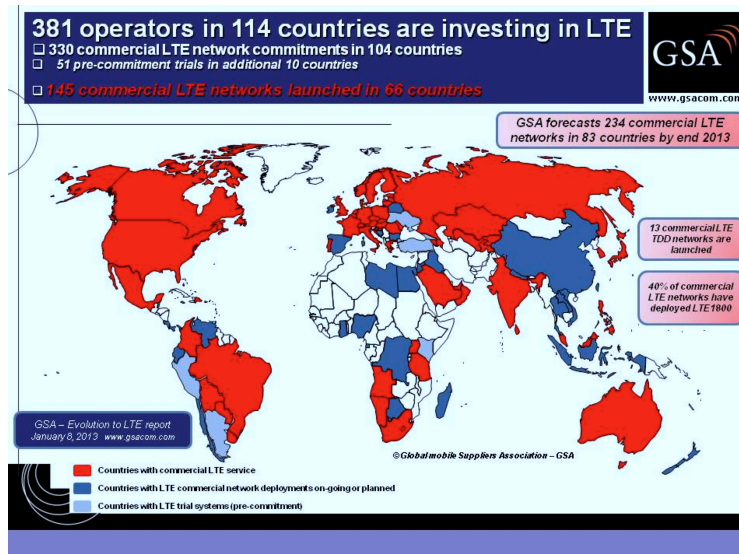 381 operators in 114 countries are investing in LTE
330 commercial LTE network commitments in 104 countries
51 pre-commitment trials in additional 10 countries
145 commercial LTE networks launched in 66 countries
GSA
www.gsacom.com
GSA forecasts 234 commercial LTE
networks in 83 countries by end 2013
13 commercial LTE
TDD networks are
launched
40% of commercial
LTE networks have
deployed LTE1800
GSA – Evolution to LTE report
January 8, 2013 www.gsacom.com
©Global mobile Suppliers Association – GSA
Countries with commercial LTE service
Countries with LTE commercial network deployments on-going or planned
Countries with LTE trial systems (pre-commitment)